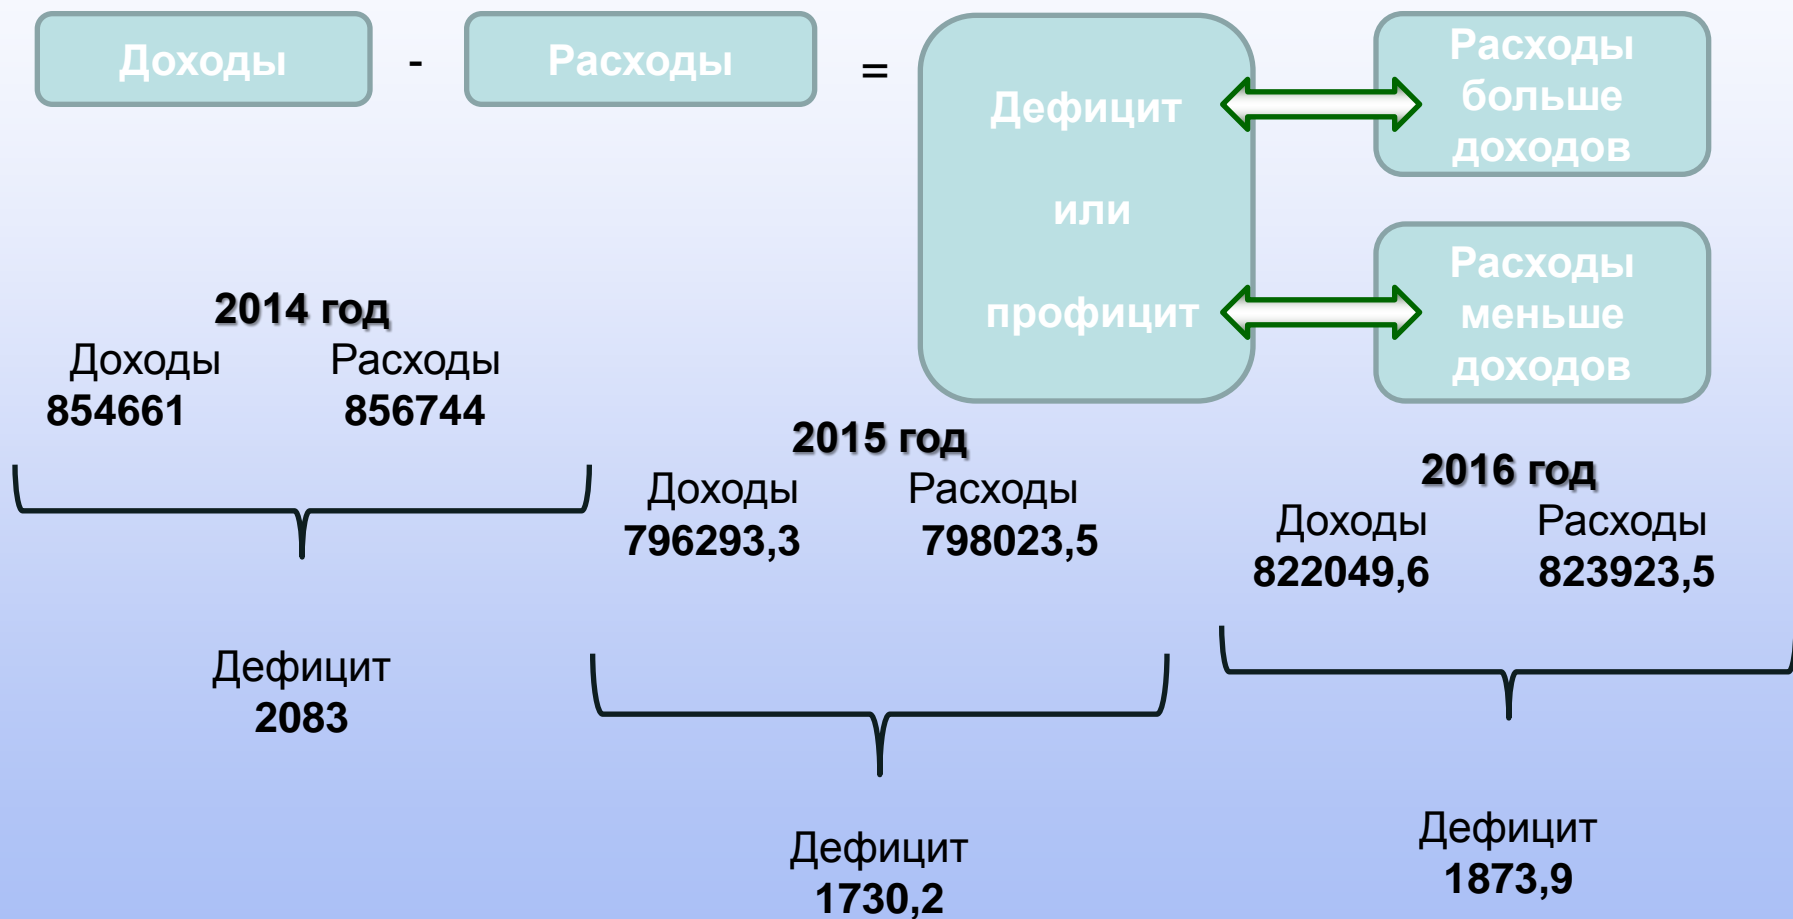 Доходы - Расходы =
Дефицит
или
профицит
Расходы
больше
доходов
Расходы
меньше
доходов
2014 год
Доходы Расходы
854661 856744
Дефицит
2083
2015 год
Доходы Расходы
796293,3 798023,5
Дефицит
1730,2
2016 год
Доходы Расходы
822049,6 823923,5
Дефицит
1873,9